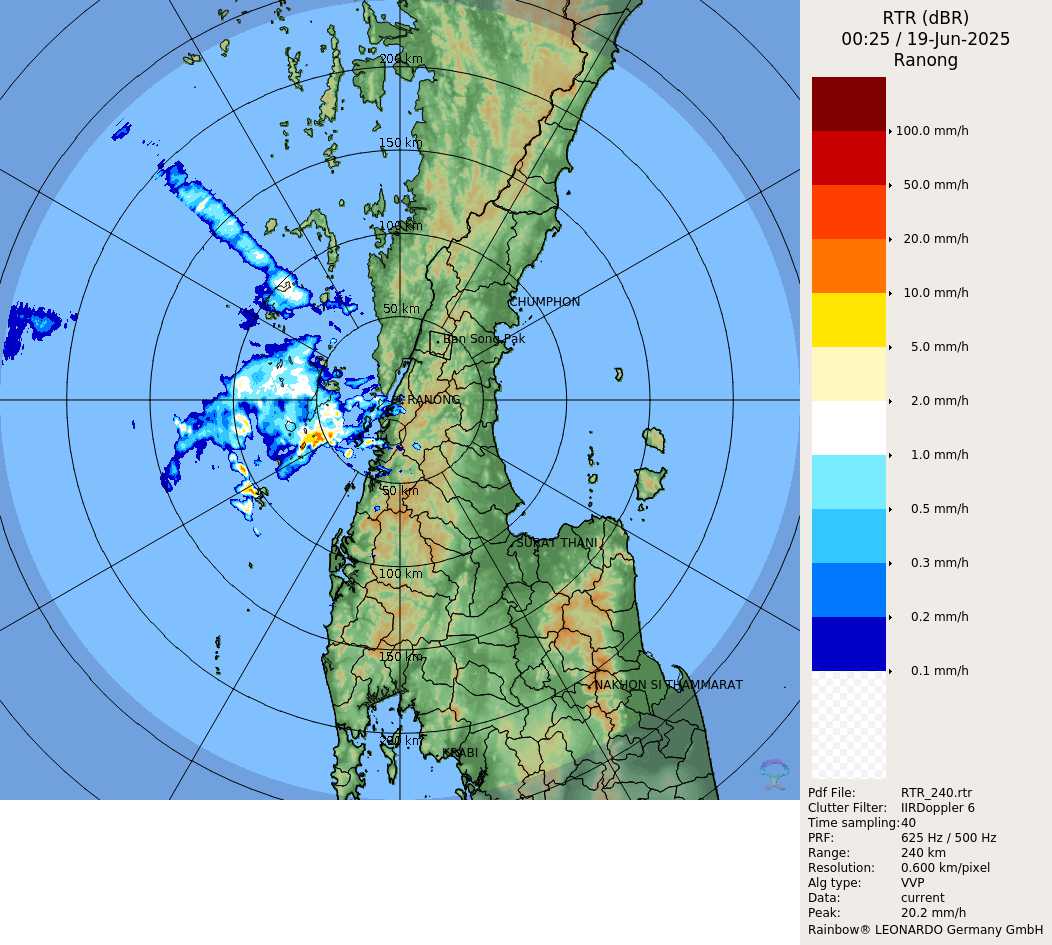 RTR (dBR)
00:25 / 19-Jun-2025
Ranong
200 km
150 km
100 km
50 km
CHUMPHON
Ban Song Pak
RANONG
50 km
SURAT THANI
100 km
150 km
NAKHON SI THAMMARAT
200 km
KRABI
100.0 mm/h
50.0 mm/h
20.0 mm/h
10.0 mm/h
5.0 mm/h
2.0 mm/h
1.0 mm/h
0.5 mm/h
0.3 mm/h
0.2 mm/h
0.1 mm/h
Pdf File: RTR_240.rtr
Clutter Filter: IIRDoppler 6
Time sampling: 40
PRF: 625 Hz / 500 Hz
Range: 240 km
Resolution: 0.600 km/pixel
Alg type: VVP
Data: current
Peak: 20.2 mm/h
Rainbow® LEONARDO Germany GmbH